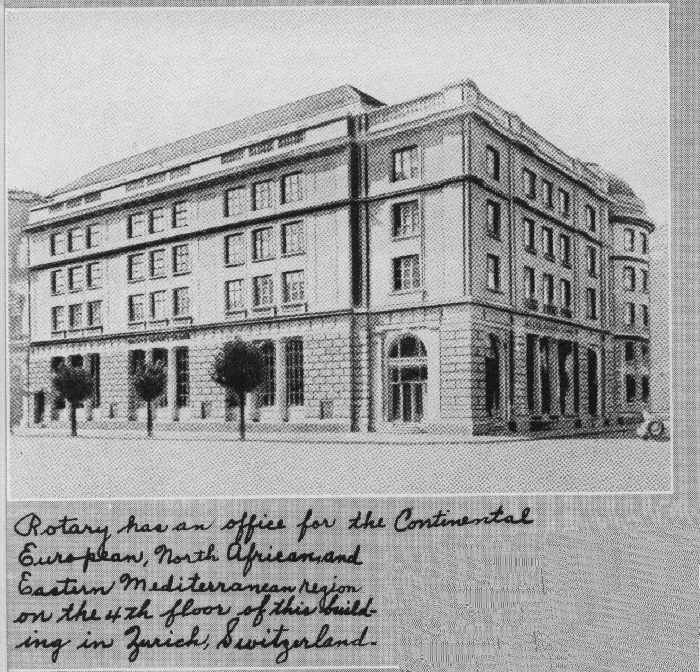 Rotary has an office for the Continental
European, North African, and
Eastern Mediterranean region
on the 4th floor of this build-
ing in Zurich, Switzerland.